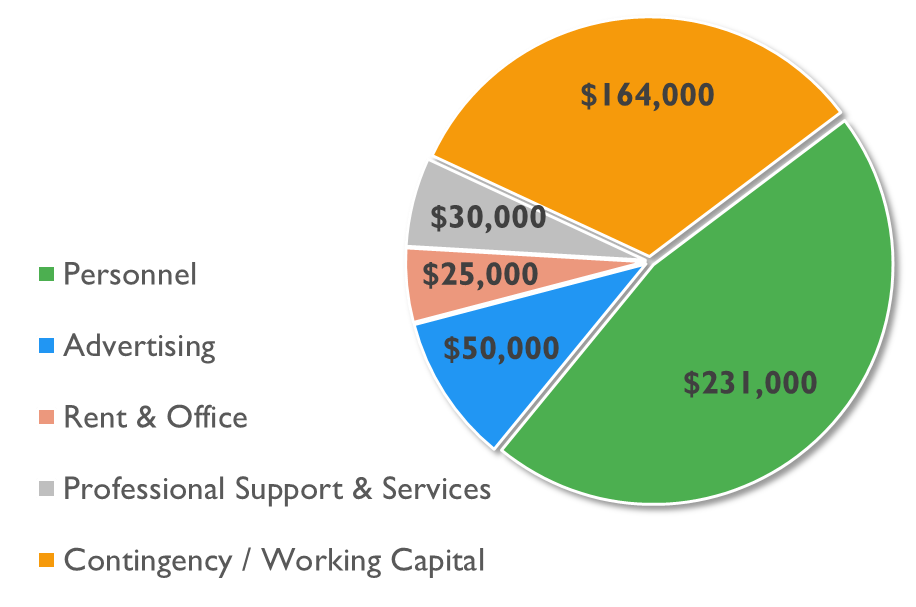 $164,000
$30,000
$25,000
$50,000
$231,000
Personnel
Advertising
Rent & Office
Professional Support & Services
Contingency / Working Capital